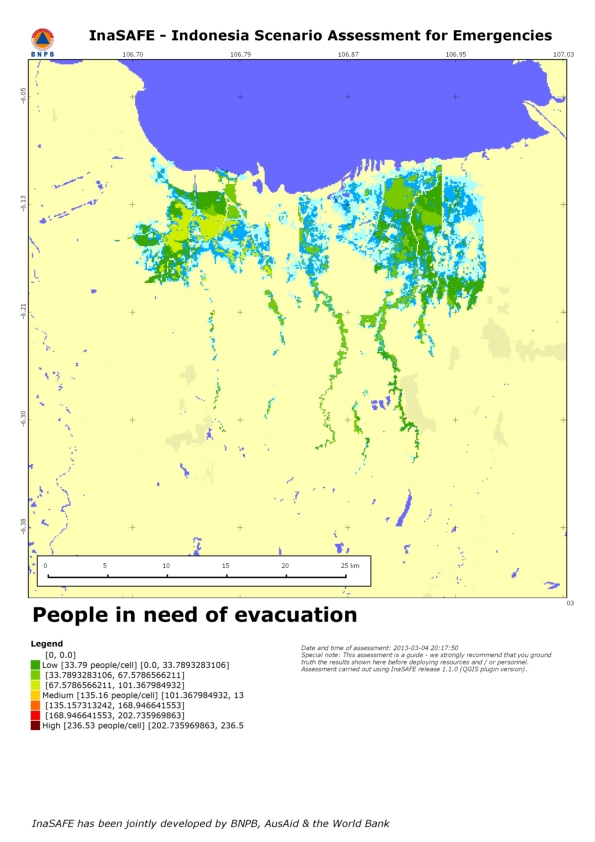 InaSAFE - Indonesia Scenario Assessment for Emergencies
BNPB
106.70 106.79 106.87 106.95 107.03
-6.05
-6.13
-6.21
-6.30
-6.38
0 5 10 15 20 25 km
03
People in need of evacuation
Legend
[0, 0.0]
Low [33.79 people/cell] [0.0, 33.7893283106]
[33.7893283106, 67.5786566211]
[67.5786566211, 101.367984932]
Medium [135.16 people/cell] [101.367984932, 13
[135.157313242, 168.946641553]
[168.946641553, 202.735969863]
High [236.53 people/cell] [202.735969863, 236.5
Date and time of assessment: 2013-03-04 20:17:50
Special note: This assessment is a guide - we strongly recommend that you ground
truth the results shown here before deploying resources and / or personnel.
Assessment carried out using InaSAFE release 1.1.0 (QGIS plugin version).
InaSAFE has been jointly developed by BNPB, AusAid & the World Bank